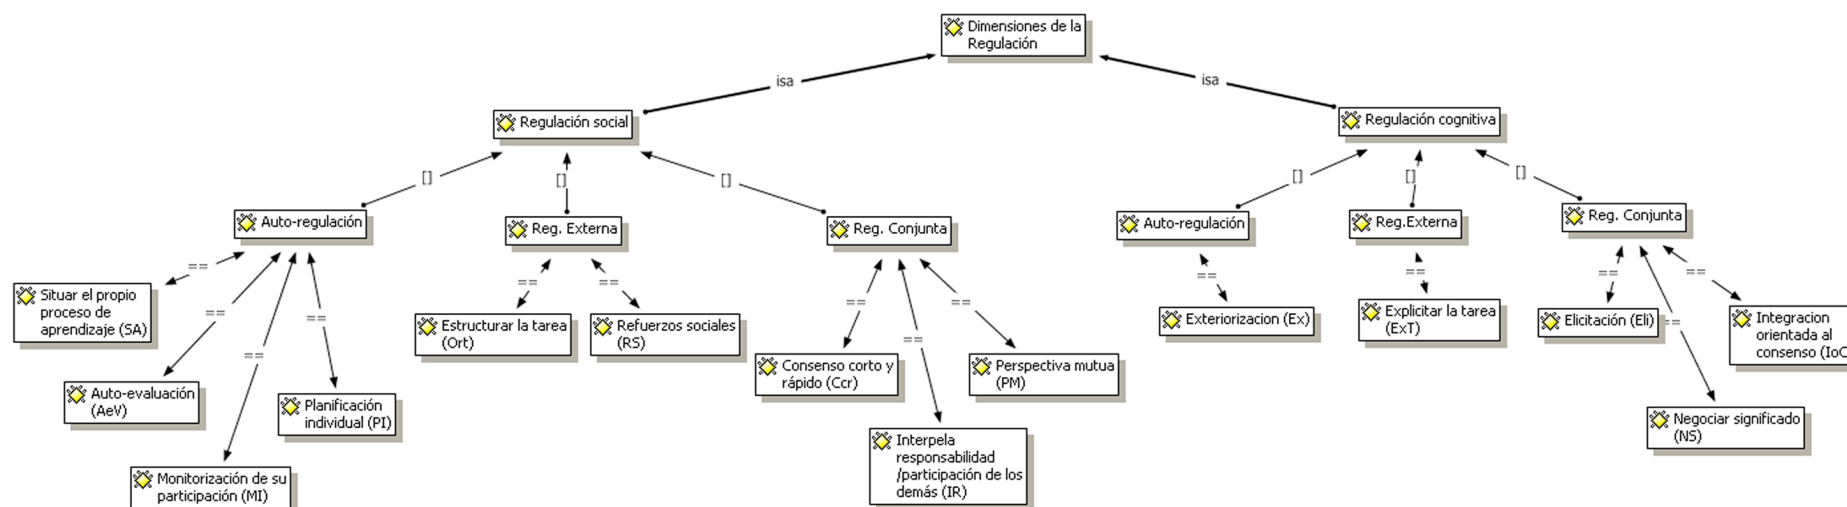 Dimensiones de la
Regulación
isa
isa
Regulación social
Regulación cognitiva
[]
[]
[]
[]
[]
[]
Auto-regulación
Reg. Externa
Reg. Conjunta
Auto-regulación
Reg.Externa
Reg. Conjunta
==
==
==
==
==
==
==
==
==
==
==
==
==
==
Situar el propio
proceso de
aprendizaje (SA)
Auto-evaluación
(AeV)
Monitorización de su
participación (MI)
Planificación
individual (PI)
Estructurar la tarea
(Ort)
Refuerzos sociales
(RS)
Consenso corto y
rápido (Ccr)
Interpela
responsabilidad
/participación de los
demás (IR)
Perspectiva mutua
(PM)
Exteriorizacion (Ex)
Explicitar la tarea
(ExT)
Elicitación (Eli)
Negociar significado
(NS)
Integracion
orientada al
consenso (IoC